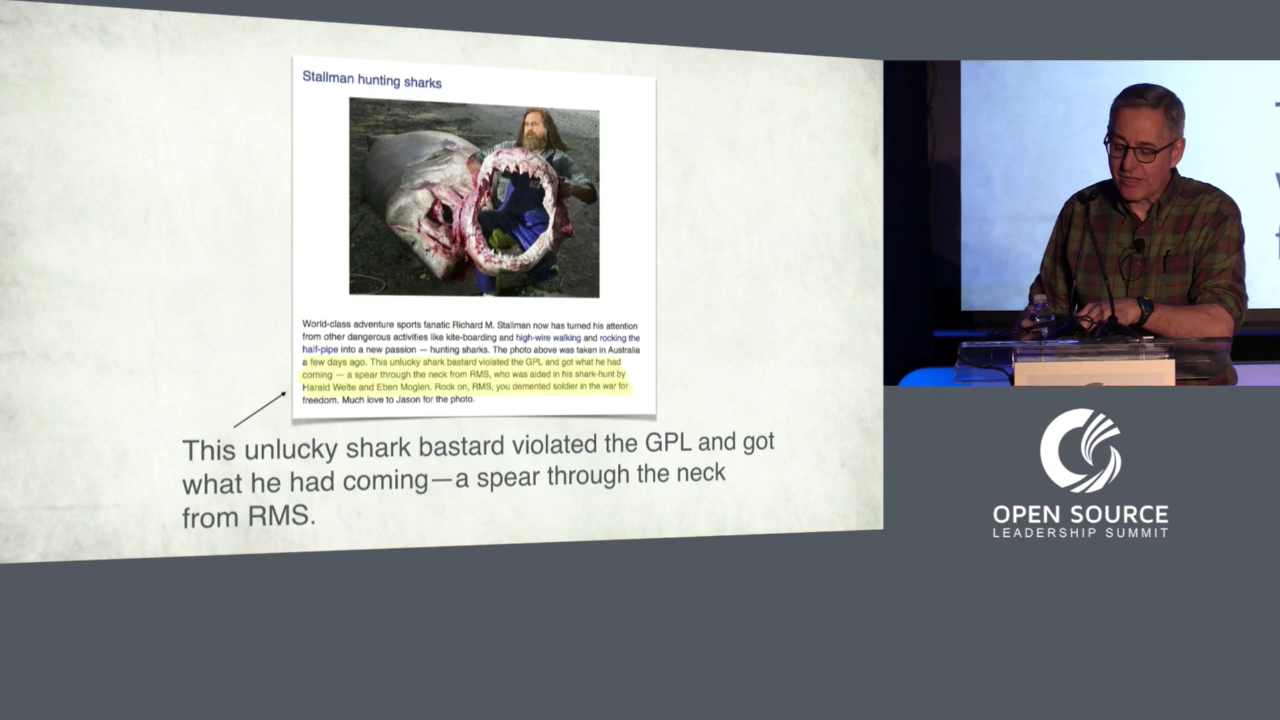 Stallman hunting sharks
World-class adventure sports fanatic Richard M. Stallman now has turned his attention
from other dangerous activities like kite-boarding and high-wire walking and rocking the
half-pipe into a new passion — hunting sharks. The photo above was taken in Australia
a few days ago. This unlucky shark bastard violated the GPL and got what he had
coming — a spear through the neck from RMS, who was aided in his shark-hunt by
Harald Welte and Eben Moglen. Rock on, RMS, you demented soldier in the war for
freedom. Much love to Jason for the photo.
This unlucky shark bastard violated the GPL and got
what he had coming—a spear through the neck
from RMS.
OPEN SOURCE
LEADERSHIP SUMMIT